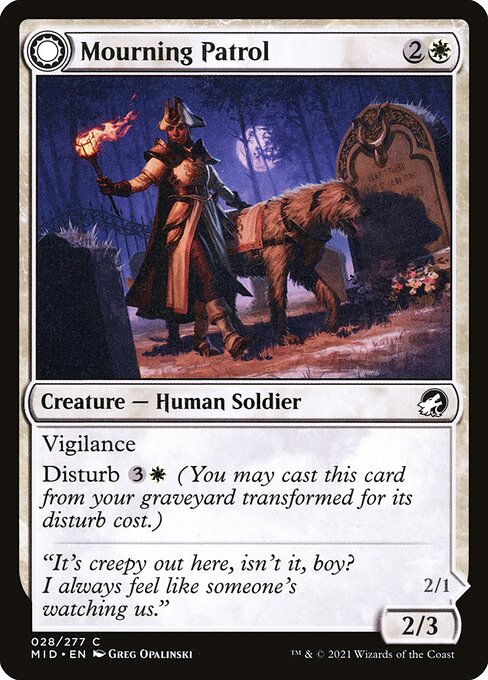 Mourning Patrol 2
Creature — Human Soldier
Vigilance
Disturb 3 (You may cast this card
from your graveyard transformed for its
disturb cost.)
"It's creepy out here, isn't it, boy?
I always feel like someone's
watching us."
2/1
2/3
028/277 C
MID • EN Greg Opalinski
™ & © 2021 Wizards of the Coast